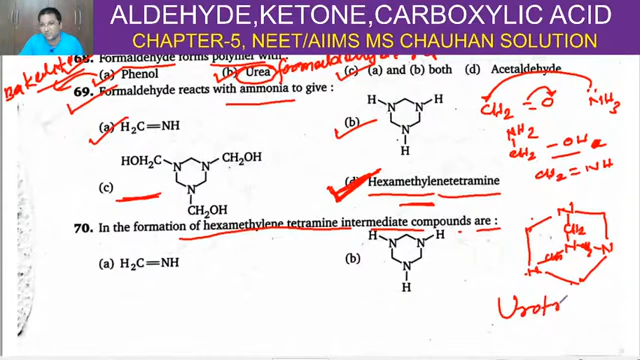 ALDEHYDE,KETONE,CARBOXYLIC ACID
CHAPTER-5, NEET/AIIMS MS CHAUHAN SOLUTION
68. Formaldehyde forms polymer with
Bakelite
(a) Phenol (b) Urea formaldehyde (c) (a) and (b) both (d) Acetaldehyde
69. Formaldehyde reacts with ammonia to give :
(a) H₂C=NH
(b) H N N H N H
(c) HOH₂C N N CH₂OH N CH₂OH
(d) Hexamethylenetetramine
70. In the formation of hexamethylene tetramine intermediate compounds are :
(a) H₂C=NH
(b) H N N H N H
CH₂=O NH₃
NH₂
CH₂-OH
CH₂=NH
N
CH₂
N N
N
Urotr